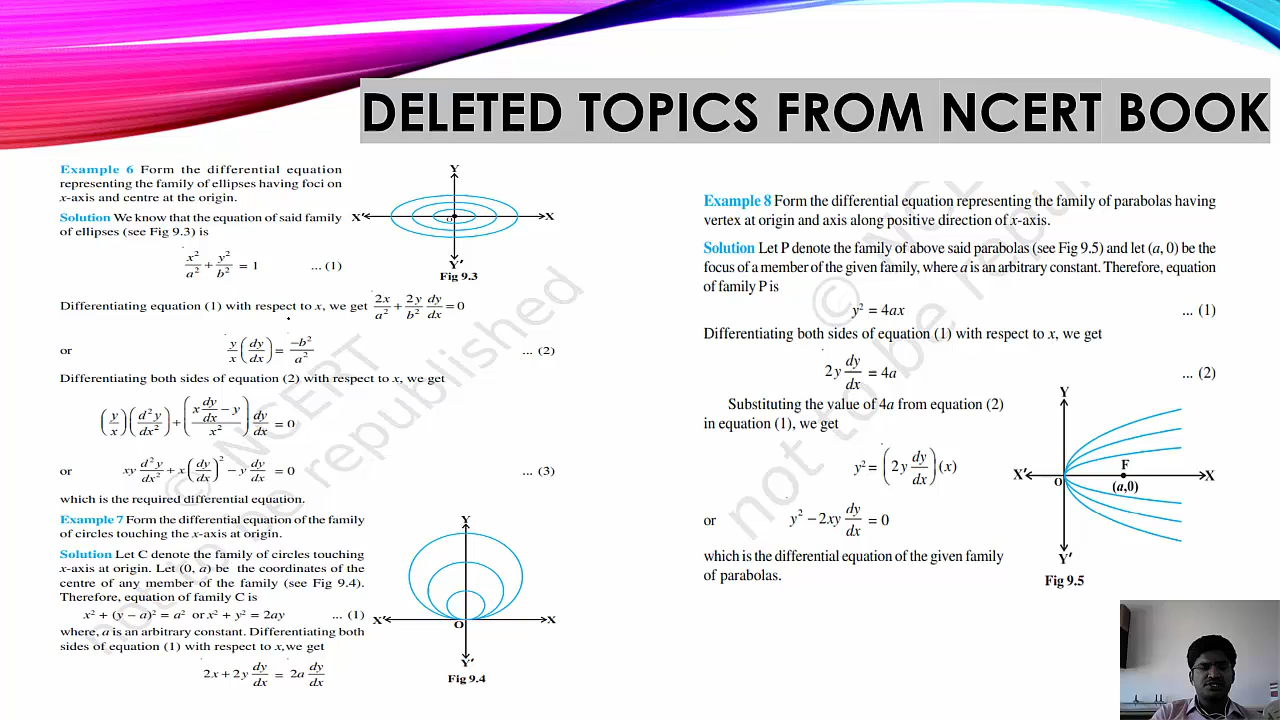 DELETED TOPICS FROM NCERT BOOK
Example 6 Form the differential equation
representing the family of ellipses having foci on
x-axis and centre at the origin.
Solution We know that the equation of said family
of ellipses (see Fig 9.3) is
x²/a² + y²/b² = 1 ... (1)
Y
X′ O X
Y′
Fig 9.3
Differentiating equation (1) with respect to x, we get 2x/a² + 2y/b² dy/dx = 0
or y/x (dy/dx) = −b²/a² ... (2)
Differentiating both sides of equation (2) with respect to x, we get
(y/x)(d²y/dx²) + ((x dy/dx − y)/x²) dy/dx = 0
or xy d²y/dx² + x(dy/dx)² − y dy/dx = 0 ... (3)
which is the required differential equation.
Example 7 Form the differential equation of the family
of circles touching the x-axis at origin.
Solution Let C denote the family of circles touching
x-axis at origin. Let (0, a) be the coordinates of the
centre of any member of the family (see Fig 9.4).
Therefore, equation of family C is
x² + (y − a)² = a² or x² + y² = 2ay ... (1)
where, a is an arbitrary constant. Differentiating both
sides of equation (1) with respect to x, we get
2x + 2y dy/dx = 2a dy/dx
Y
X′ O X
Y′
Fig 9.4
Example 8 Form the differential equation representing the family of parabolas having
vertex at origin and axis along positive direction of x-axis.
Solution Let P denote the family of above said parabolas (see Fig 9.5) and let (a, 0) be the
focus of a member of the given family, where a is an arbitrary constant. Therefore, equation
of family P is
y² = 4ax ... (1)
Differentiating both sides of equation (1) with respect to x, we get
2y dy/dx = 4a ... (2)
Substituting the value of 4a from equation (2)
in equation (1), we get
y² = (2y dy/dx)(x)
or y² − 2xy dy/dx = 0
which is the differential equation of the given family
of parabolas.
Y
F
X′ O (a,0) X
Y′
Fig 9.5
© NCERT
not to be republished
© NCE
not to be repu